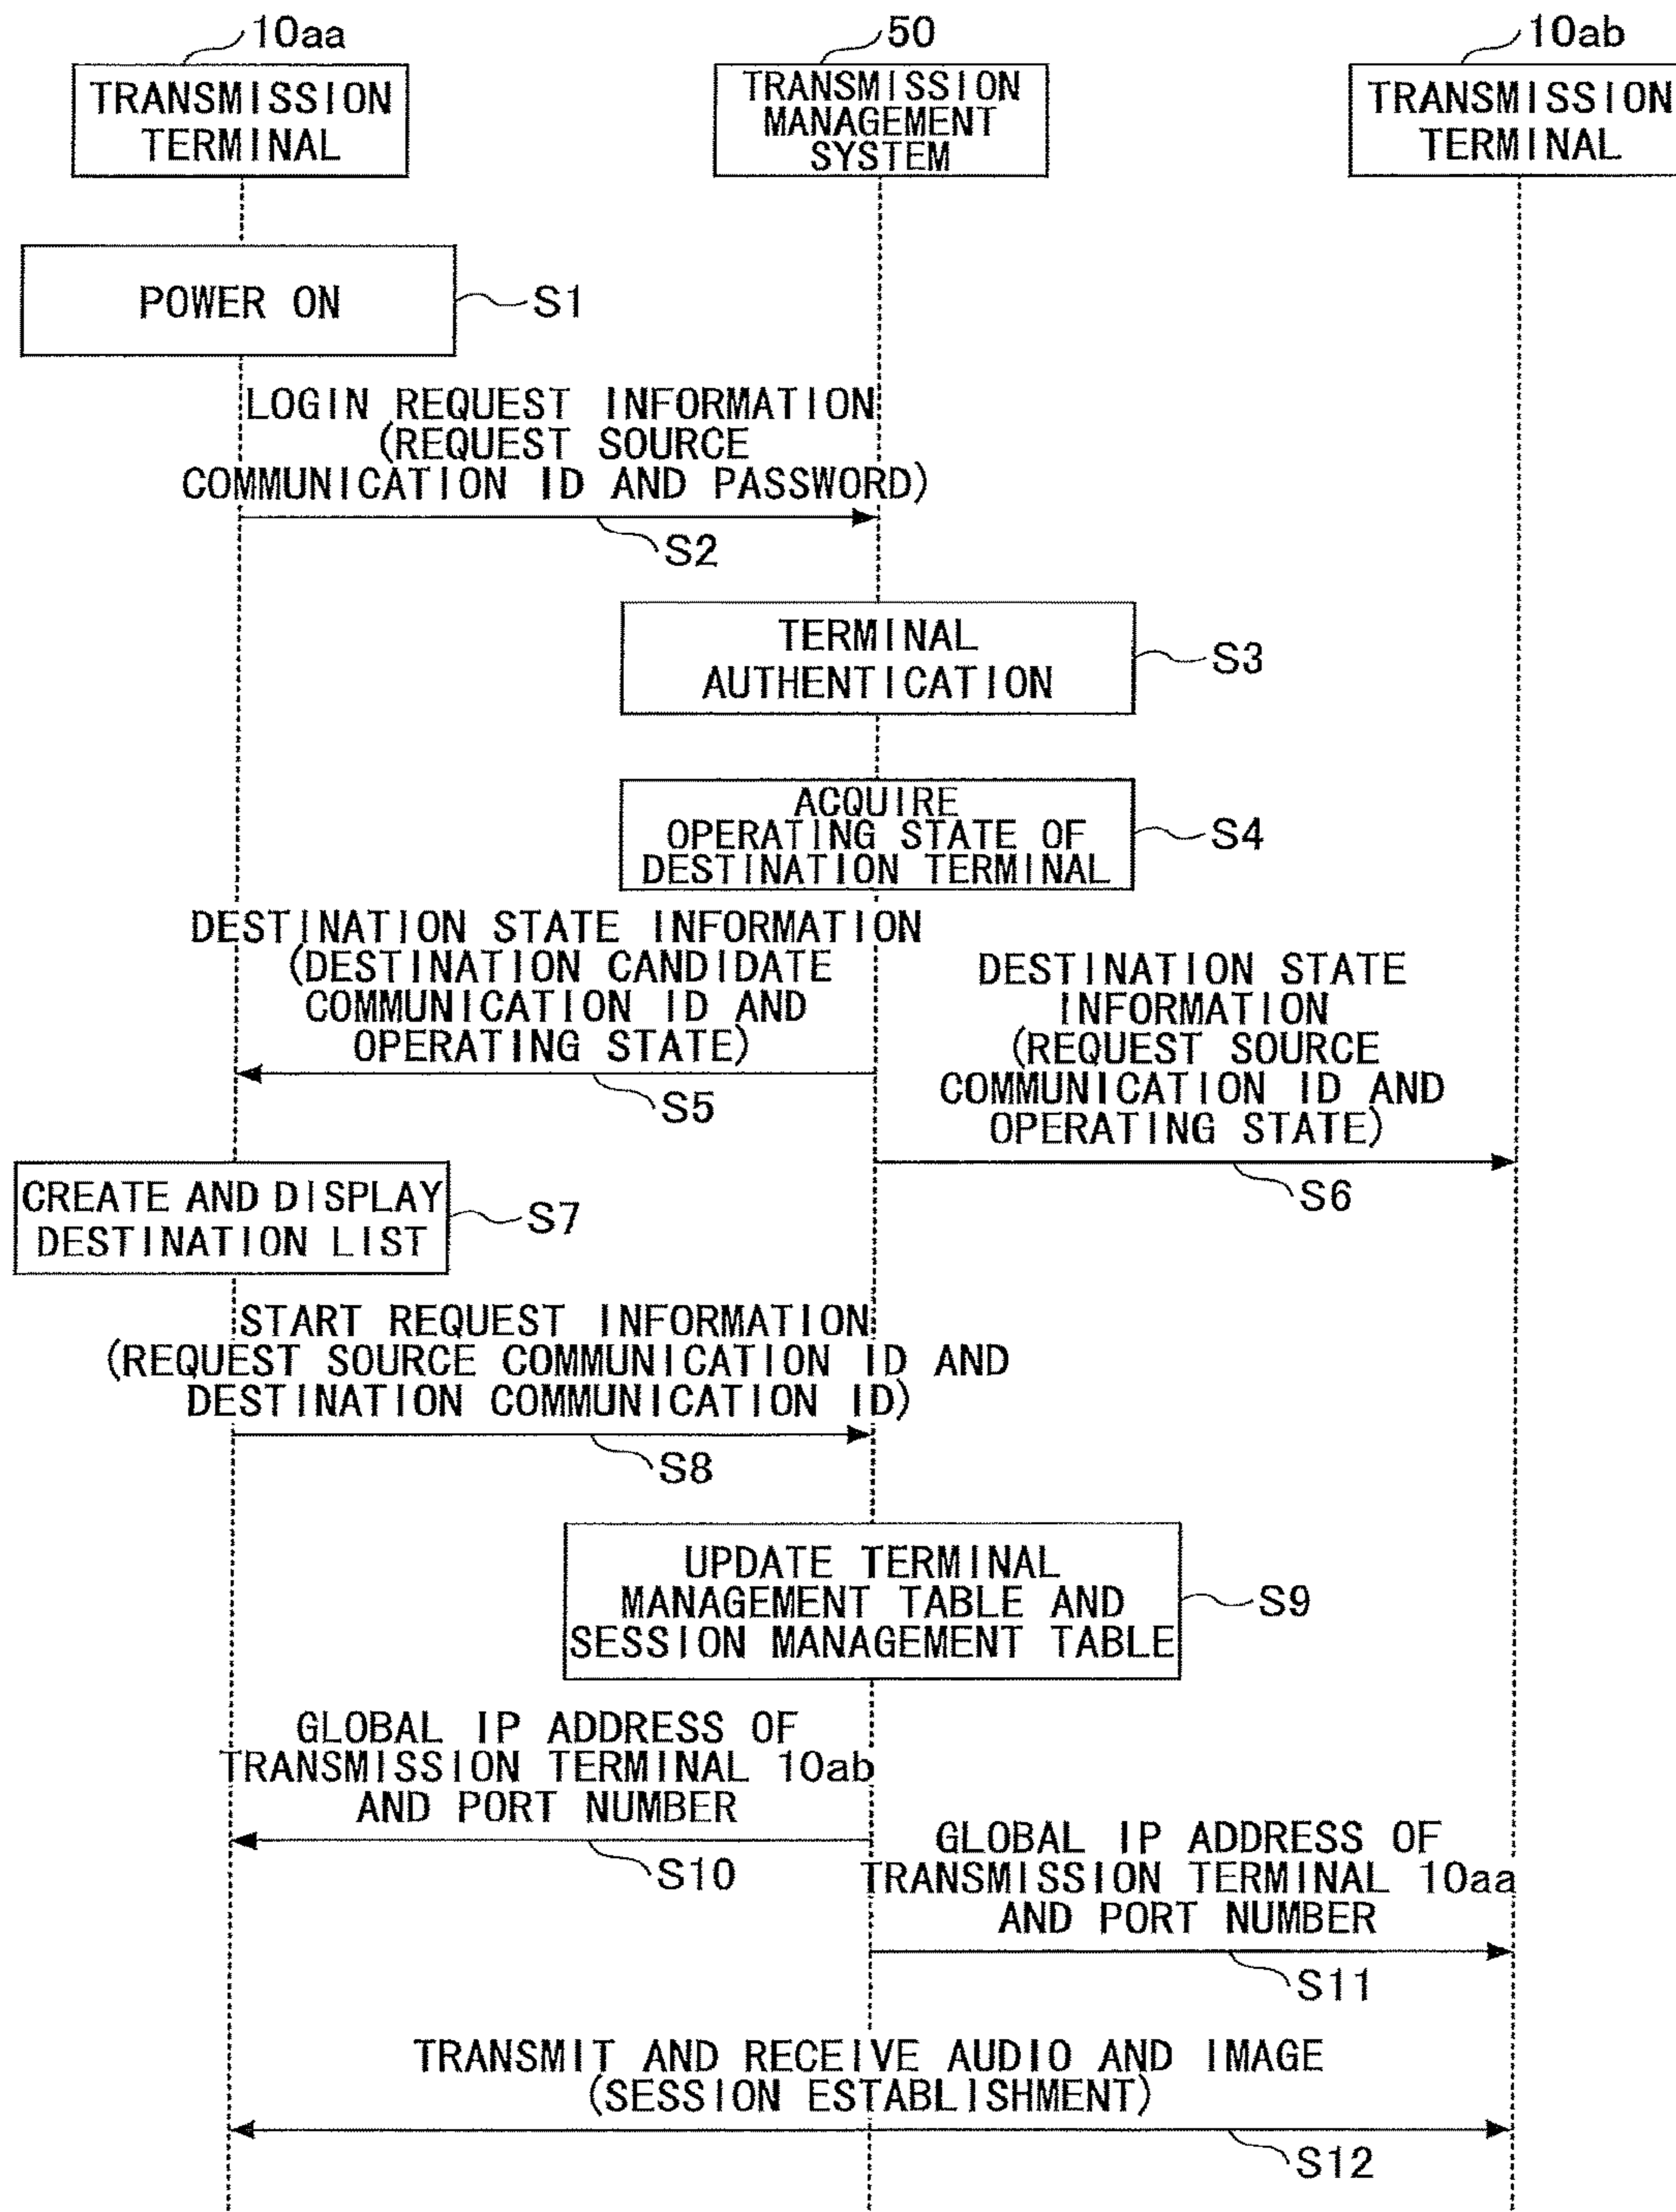 10aa
50
10ab
TRANSMISSION
TERMINAL
TRANSMISSION
MANAGEMENT
SYSTEM
TRANSMISSION
TERMINAL
POWER ON
S1
LOGIN REQUEST INFORMATION
(REQUEST SOURCE
COMMUNICATION ID AND PASSWORD)
S2
TERMINAL
AUTHENTICATION
S3
ACQUIRE
OPERATING STATE OF
DESTINATION TERMINAL
S4
DESTINATION STATE INFORMATION
(DESTINATION CANDIDATE
COMMUNICATION ID AND
OPERATING STATE)
S5
DESTINATION STATE
INFORMATION
(REQUEST SOURCE
COMMUNICATION ID AND
OPERATING STATE)
S6
CREATE AND DISPLAY
DESTINATION LIST
S7
START REQUEST INFORMATION
(REQUEST SOURCE COMMUNICATION ID AND
DESTINATION COMMUNICATION ID)
S8
UPDATE TERMINAL
MANAGEMENT TABLE AND
SESSION MANAGEMENT TABLE
S9
GLOBAL IP ADDRESS OF
TRANSMISSION TERMINAL 10ab
AND PORT NUMBER
S10
GLOBAL IP ADDRESS OF
TRANSMISSION TERMINAL 10aa
AND PORT NUMBER
S11
TRANSMIT AND RECEIVE AUDIO AND IMAGE
(SESSION ESTABLISHMENT)
S12